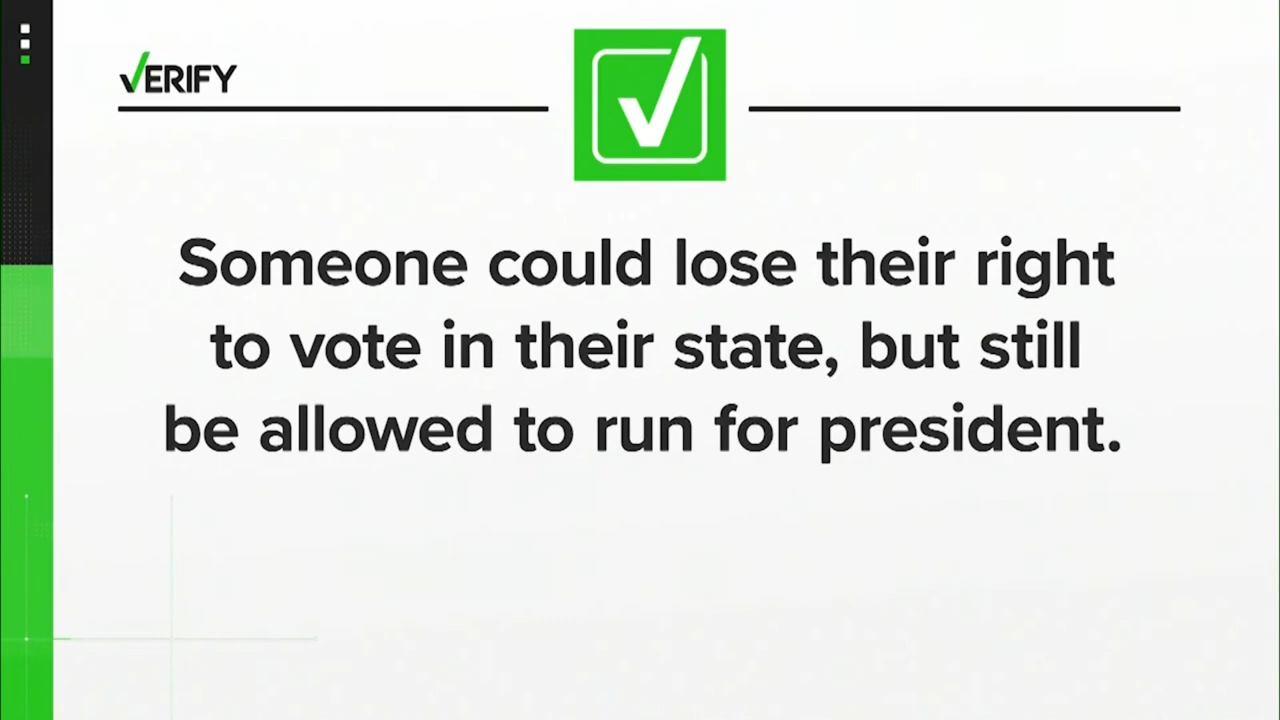 VERIFY
Someone could lose their right
to vote in their state, but still
be allowed to run for president.